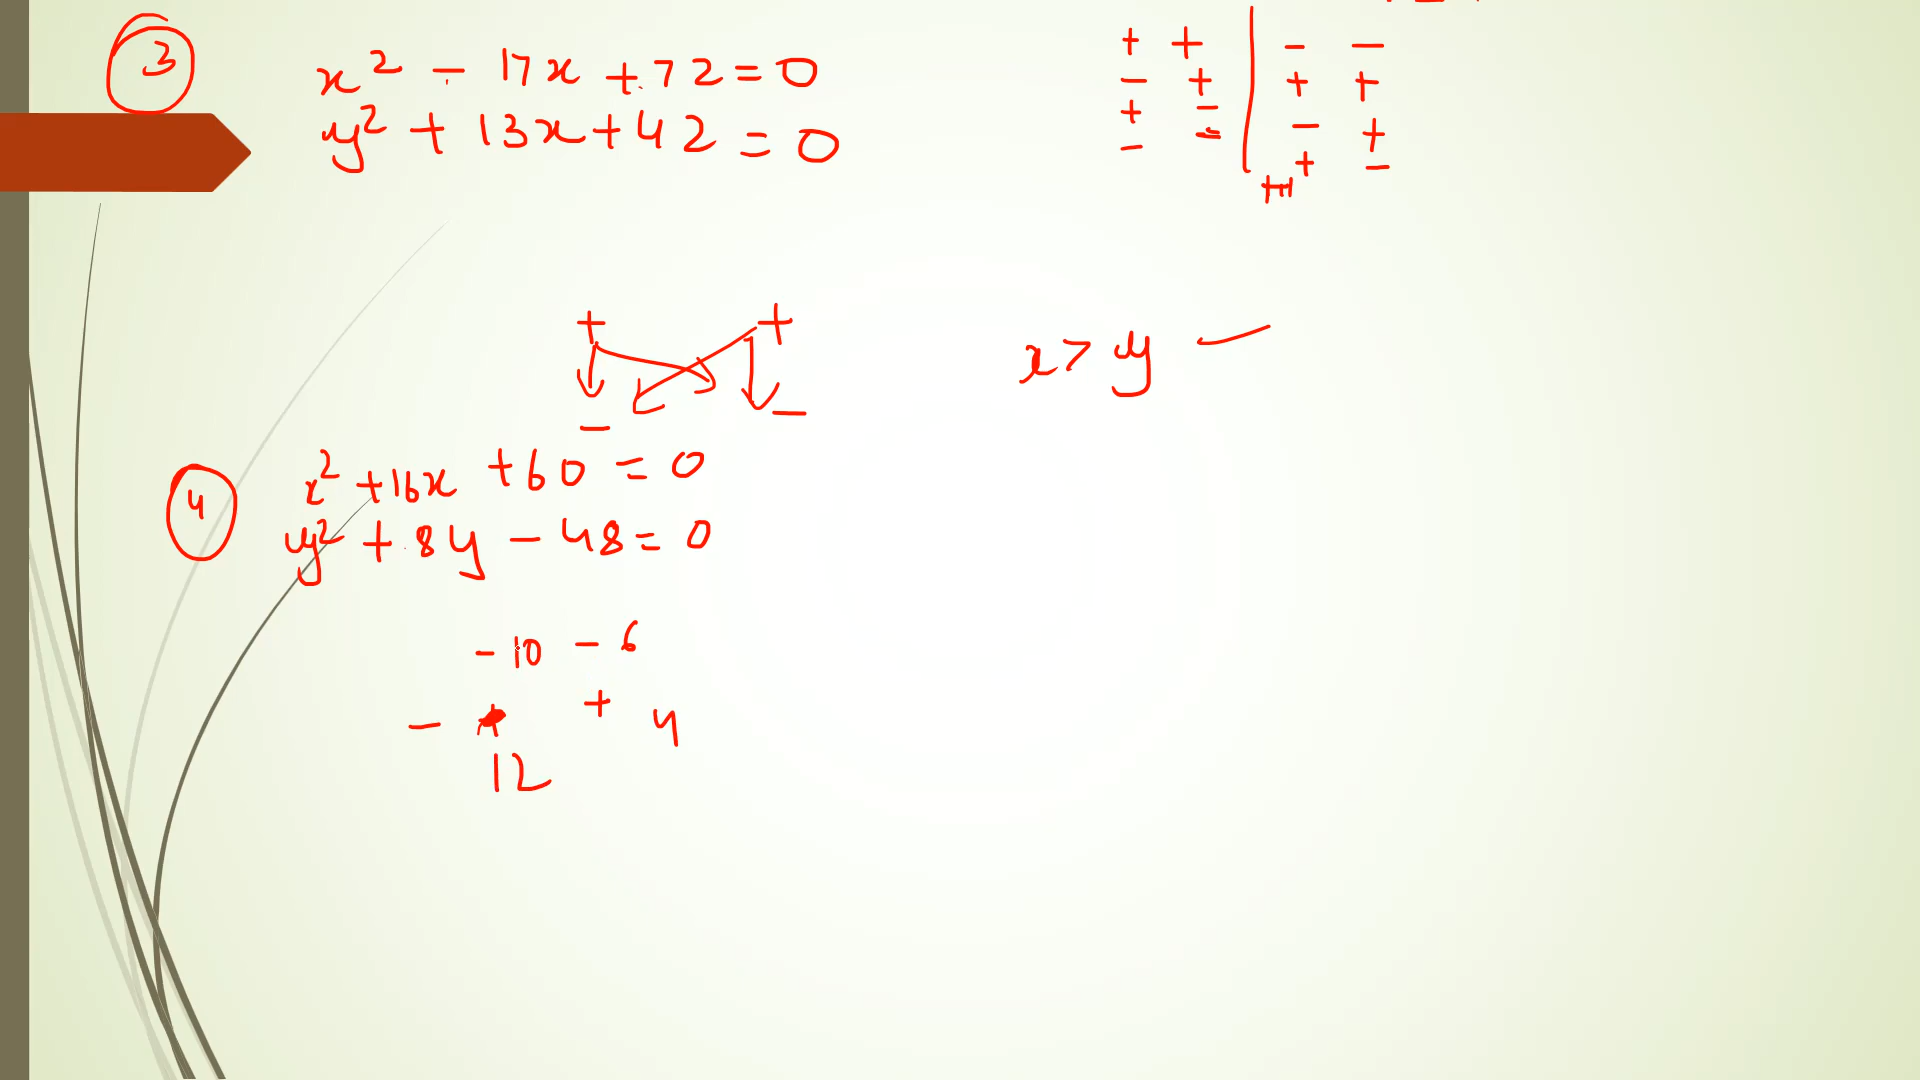 3
x² - 17x + 72 = 0
y² + 13x + 42 = 0
+ + | - -
- + | + +
+ - | - +
- = | + -
+ +
- -
x > y ✓
4
x² + 16x + 60 = 0
y² + 8y - 48 = 0
- 10 - 6
- + 4
12